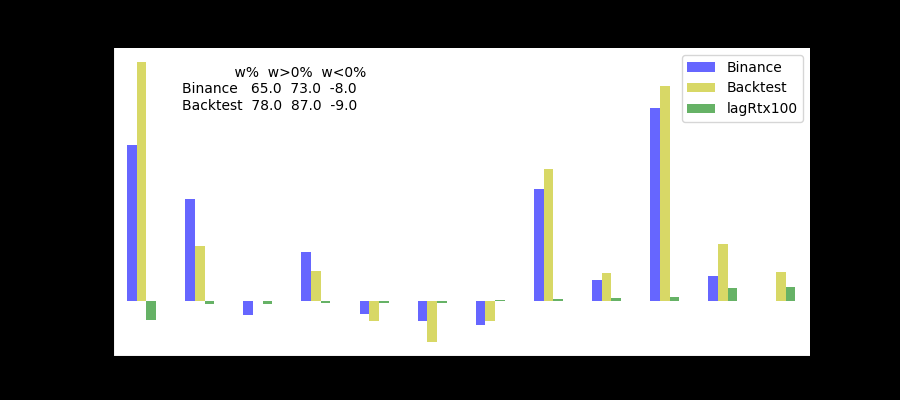 w% w>0% w<0%
Binance 65.0 73.0 -8.0
Backtest 78.0 87.0 -9.0
Binance
Backtest
lagRtx100